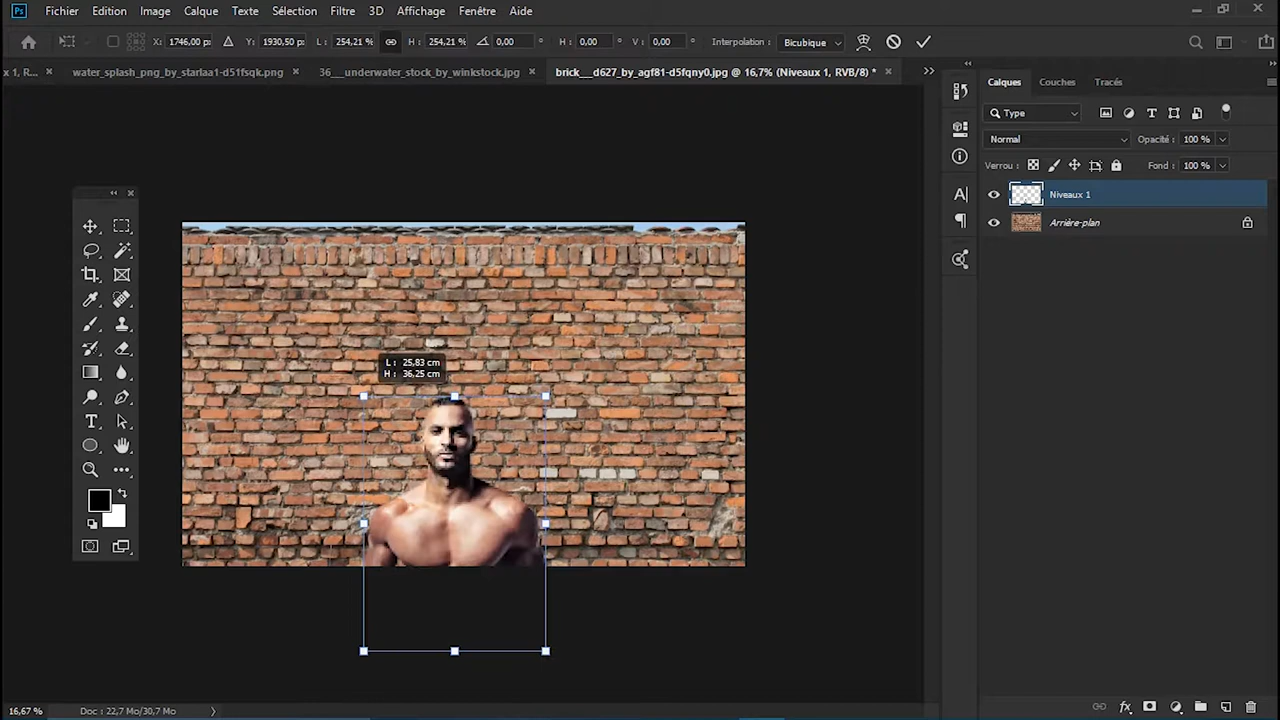 Ps Fichier Edition Image Calque Texte Sélection Filtre 3D Affichage Fenêtre Aide
X: 1746,00 px Y: 1930,50 px L: 254,21 % H: 254,21 % 0,00 ° H: 0,00 ° V: 0,00 ° Interpolation : Bicubique
x 1, R... × water_splash_png_by_starlaa1-d51fsqk.png × 36__underwater_stock_by_winkstock.jpg × brick__d627_by_agf81-d5fqny0.jpg @ 16,7% (Niveaux 1, RVB/8) * ×
Calques Couches Tracés
Type
Normal Opacité : 100 %
Verrou : Fond : 100 %
Niveaux 1
Arrière-plan
L : 25,83 cm
H : 36,25 cm
16,67 % Doc : 22,7 Mo/30,7 Mo